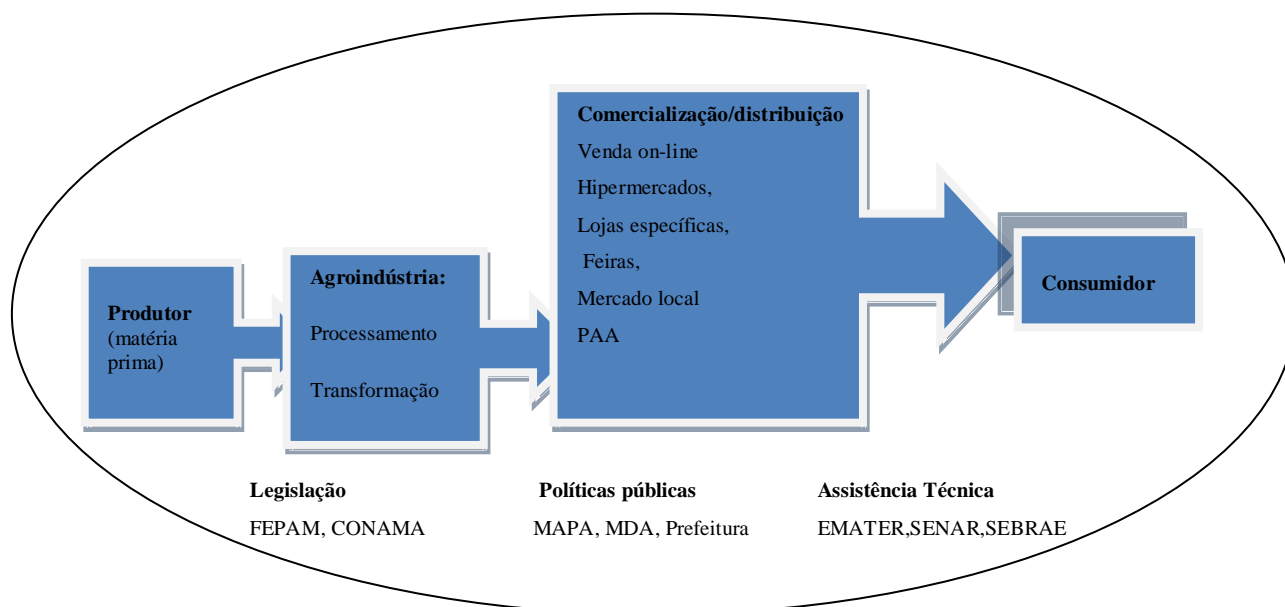 Produtor
(matéria
prima)
Agroindústria:
Processamento
Transformação
Comercialização/distribuição
Venda on-line
Hipermercados,
Lojas específicas,
Feiras,
Mercado local
PAA
Consumidor
Legislação
FEPAM, CONAMA
Políticas públicas
MAPA, MDA, Prefeitura
Assistência Técnica
EMATER,SENAR,SEBRAE